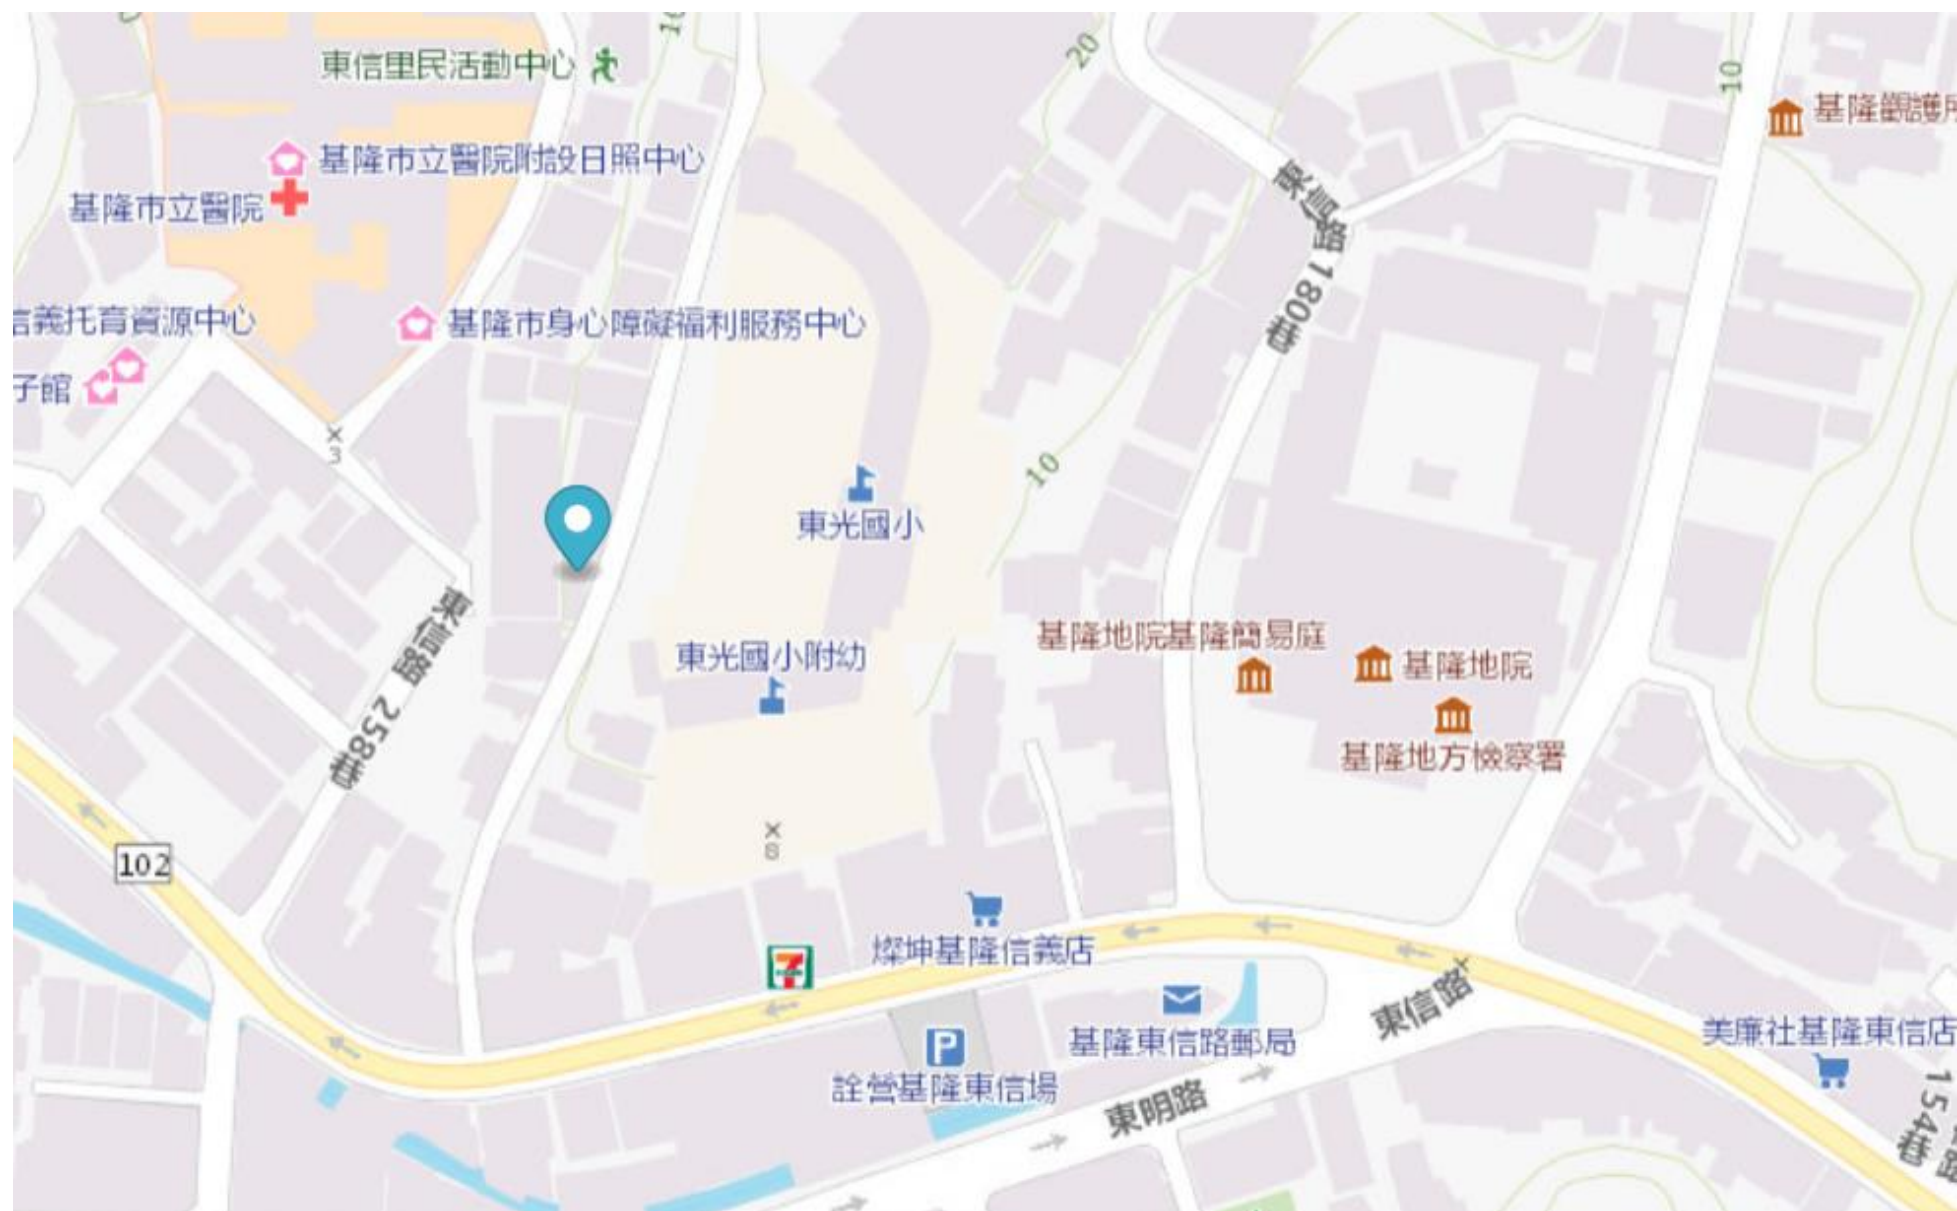 10
東信里民活動中心
20
10
基隆觀護所
基隆市立醫院附設日照中心
基隆市立醫院
東信路180巷
信義托育資源中心
基隆市身心障礙福利服務中心
子館
3
10
東光國小
東信路 258巷
基隆地院基隆簡易庭
東光國小附幼
基隆地院
基隆地方檢察署
8
102
燦坤基隆信義店
7
東信路
基隆東信路郵局
美廉社基隆東信店
P
詮營基隆東信場
東明路
154巷
路